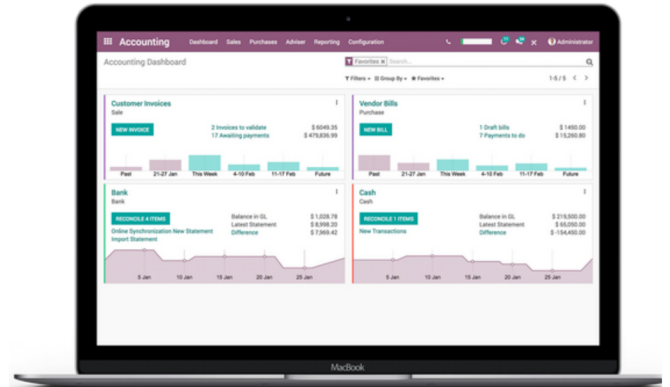 Accounting Dashboard Sales Purchases Adviser Reporting Configuration Administrator
Accounting Dashboard
Favorites x Search...
Filters Group By Favorites 1-5 / 5
Customer Invoices
Sale
NEW INVOICE
2 Invoices to validate $ 6049.35
17 Awaiting payments $ 479,836.99
Past 21-27 Jan This Week 4-10 Feb 11-17 Feb Future
Vendor Bills
Purchase
NEW BILL
1 Draft bills $ 1450.00
7 Payments to do $ 15,250.80
Past 21-27 Jan This Week 4-10 Feb 11-17 Feb Future
Bank
Bank
RECONCILE 4 ITEMS
Online Synchronization New Statement
Import Statement
Balance in GL $ 1,028.78
Latest Statement $ 8,998.20
Difference $ 7,969.42
5 Jan 10 Jan 15 Jan 20 Jan 25 Jan
Cash
Cash
RECONCILE 1 ITEMS
New Transactions
Balance in GL $ 219,500.00
Latest Statement $ 65,050.00
Difference $ -154,450.00
5 Jan 10 Jan 15 Jan 20 Jan 25 Jan
MacBook